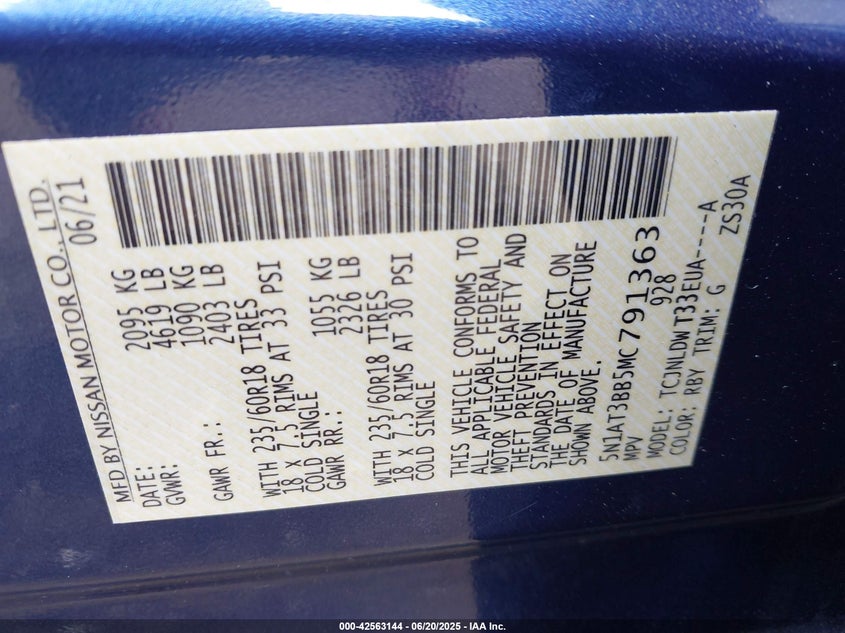 MFD BY NISSAN MOTOR CO., LTD.
DATE: 06/21
GVWR: 2095 KG
4619 LB
GAWR FR.: 1090 KG
2403 LB
WITH 235/60R18 TIRES
18 X 7.5 RIMS AT 33 PSI
COLD SINGLE
GAWR RR.: 1055 KG
2326 LB
WITH 235/60R18 TIRES
18 X 7.5 RIMS AT 30 PSI
COLD SINGLE
THIS VEHICLE CONFORMS TO
ALL APPLICABLE FEDERAL
MOTOR VEHICLE SAFETY AND
THEFT PREVENTION
STANDARDS IN EFFECT ON
THE DATE OF MANUFACTURE
SHOWN ABOVE.
5N1AT3BB5MC791363
MPV 928
MODEL: TCJNLDWT33EUA----A
COLOR: RBY TRIM: G ZS30A
000-42563144 - 06/20/2025 - IAA Inc.